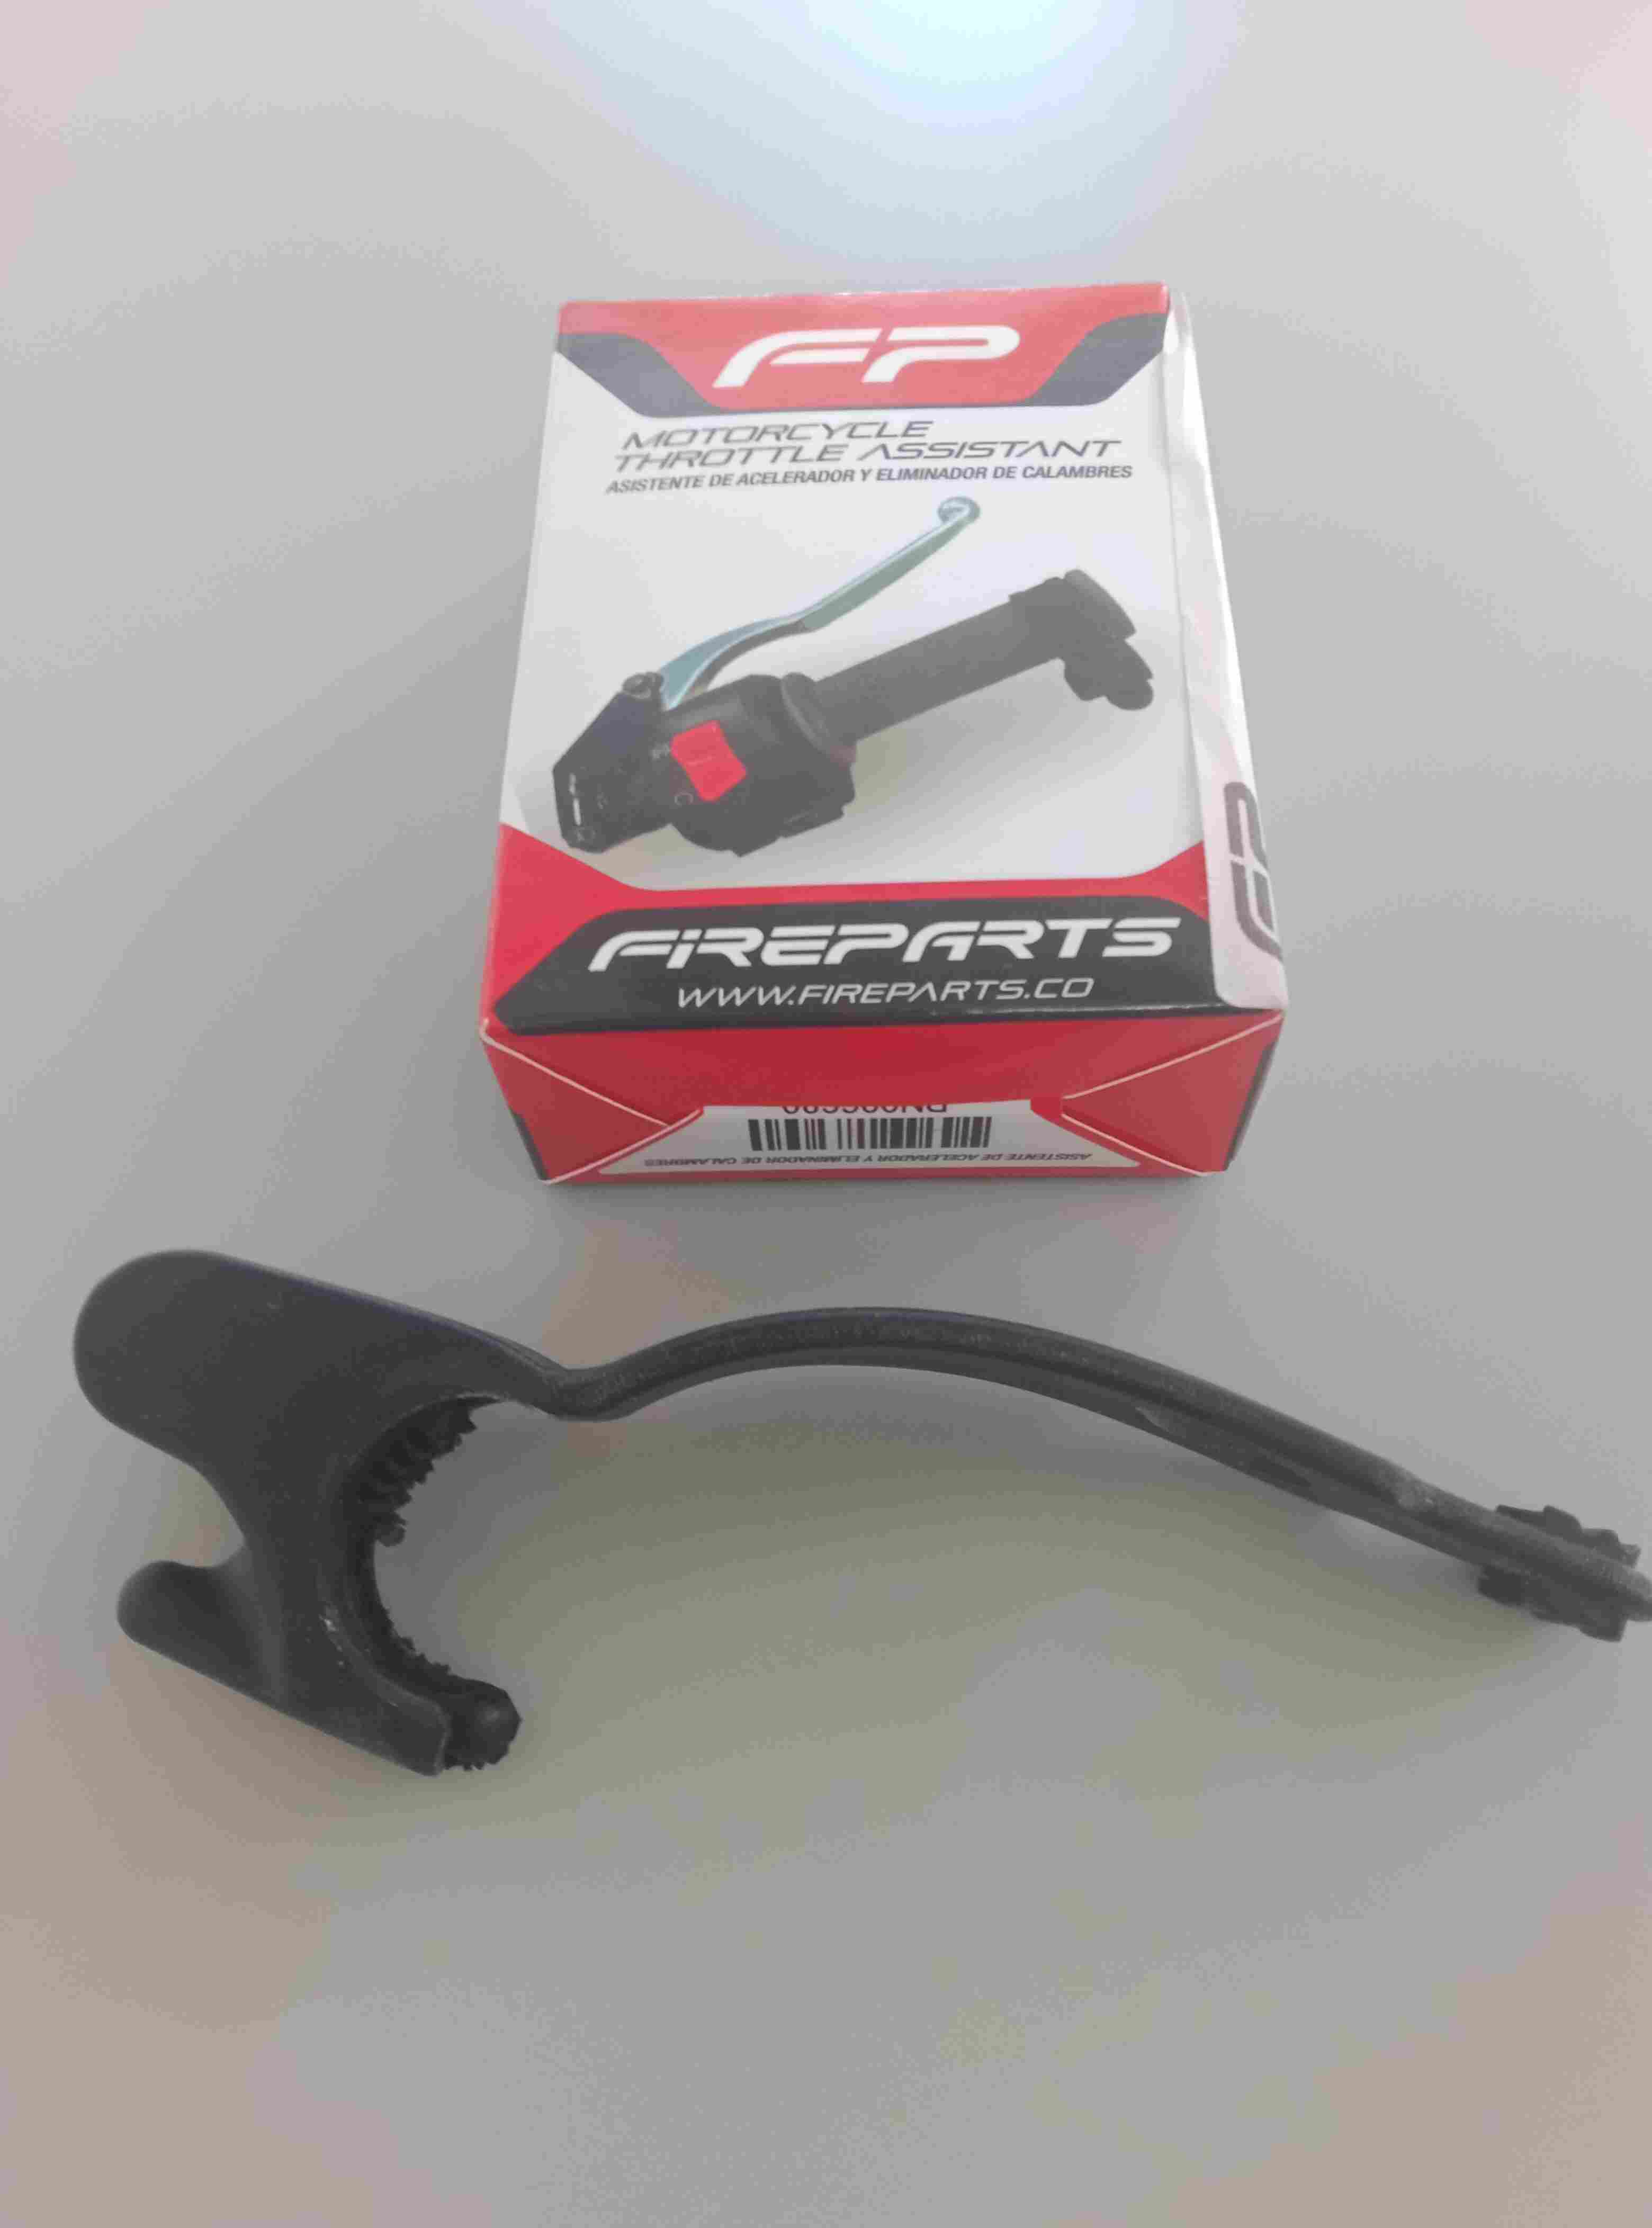 FP
MOTORCYCLE
THROTTLE ASSISTANT
ASISTENTE DE ACELERADOR Y ELIMINADOR DE CALAMBRES
FP
FIREPARTS
WWW.FIREPARTS.CO
ASISTENTE DE ACELERADOR Y ELIMINADOR DE CALAMBRES